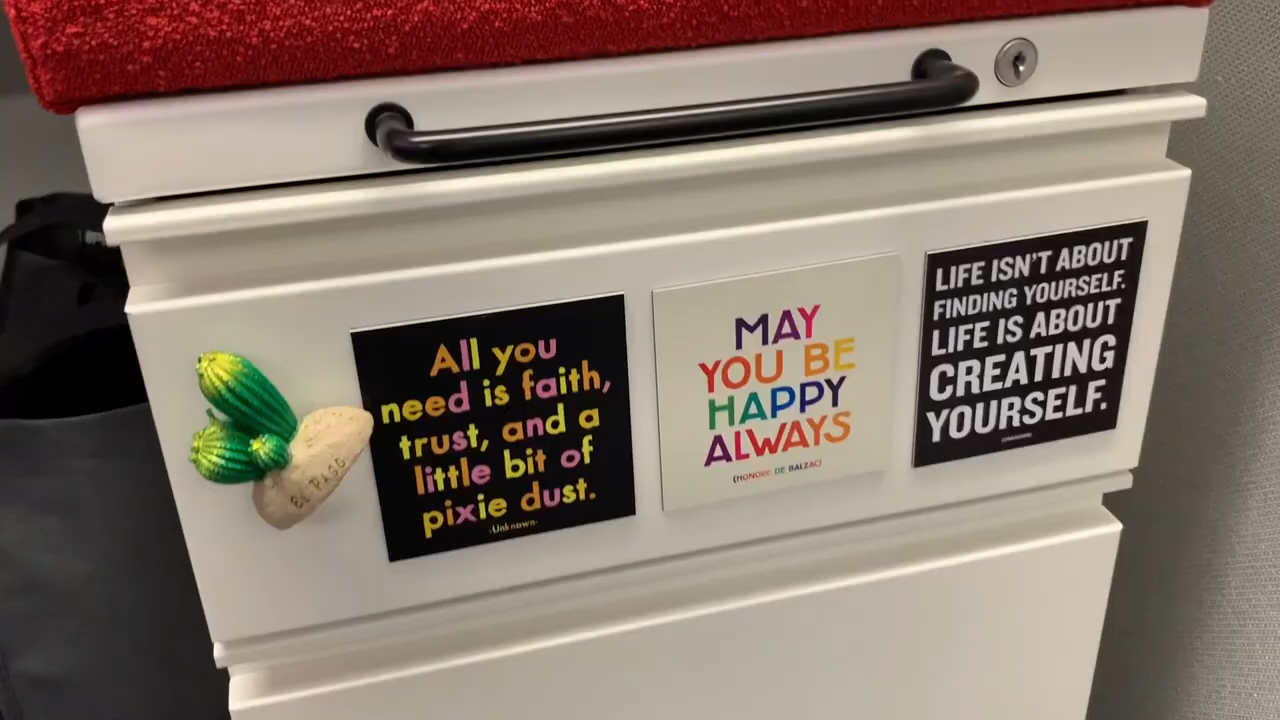 EL PASO
All you
need is faith,
trust, and a
little bit of
pixie dust.
-Unknown-
MAY
YOU BE
HAPPY
ALWAYS
(HONORE DE BALZAC)
LIFE ISN'T ABOUT
FINDING YOURSELF.
LIFE IS ABOUT
CREATING
YOURSELF.